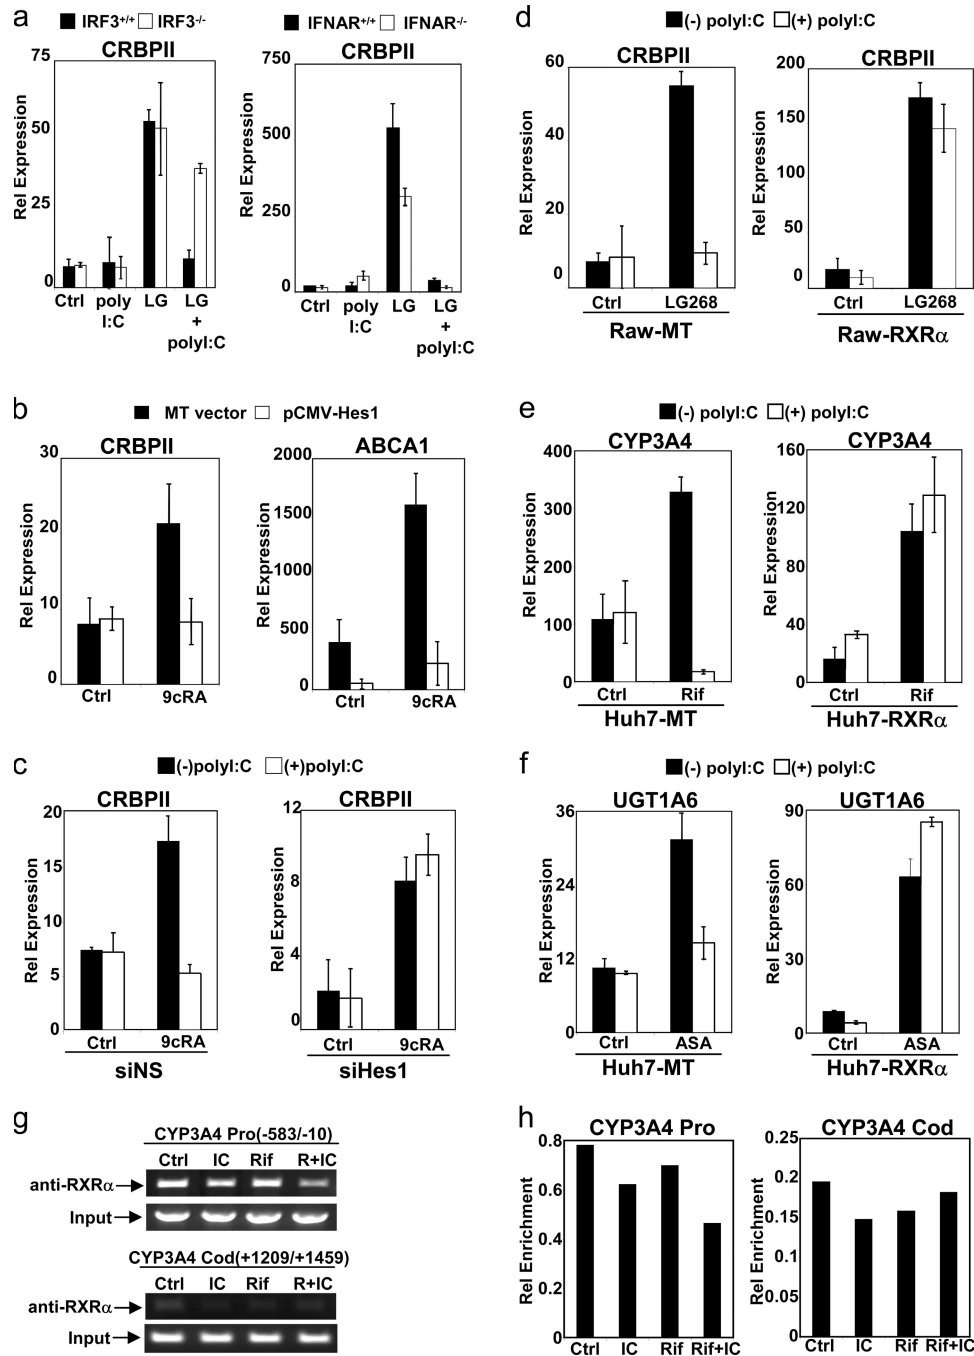 a
IRF3+/+ IRF3-/-
CRBPII
Rel Expression
75
50
25
0
Ctrl poly I:C LG LG + polyI:C
IFNAR+/+ IFNAR-/-
CRBPII
Rel Expression
750
500
250
0
Ctrl poly I:C LG LG + polyI:C
d
(-) polyI:C (+) polyI:C
CRBPII
Rel Expression
60
40
20
0
Ctrl LG268
Raw-MT
CRBPII
Rel Expression
200
150
100
50
0
Ctrl LG268
Raw-RXRα
b
MT vector pCMV-Hes1
CRBPII
Rel Expression
30
20
10
0
Ctrl 9cRA
ABCA1
Rel Expression
2000
1500
1000
500
0
Ctrl 9cRA
e
(-) polyI:C (+) polyI:C
CYP3A4
Rel Expression
400
300
200
100
0
Ctrl Rif
Huh7-MT
CYP3A4
Rel Expression
160
120
80
40
0
Ctrl Rif
Huh7-RXRα
c
(-)polyI:C (+)polyI:C
CRBPII
Rel Expression
20
15
10
5
0
Ctrl 9cRA
siNS
CRBPII
Rel Expression
12
8
4
0
Ctrl 9cRA
siHes1
f
(-) polyI:C (+) polyI:C
UGT1A6
Rel Expression
36
24
12
0
Ctrl ASA
Huh7-MT
UGT1A6
Rel Expression
90
60
30
0
Ctrl ASA
Huh7-RXRα
g
CYP3A4 Pro(-583/-10)
Ctrl IC Rif R+IC
anti-RXRα
Input
CYP3A4 Cod(+1209/+1459)
Ctrl IC Rif R+IC
anti-RXRα
Input
h
CYP3A4 Pro
Rel Enrichment
0.8
0.6
0.4
0.2
0
Ctrl IC Rif Rif+IC
CYP3A4 Cod
Rel Enrichment
0.25
0.2
0.15
0.1
0.05
0
Ctrl IC Rif Rif+IC